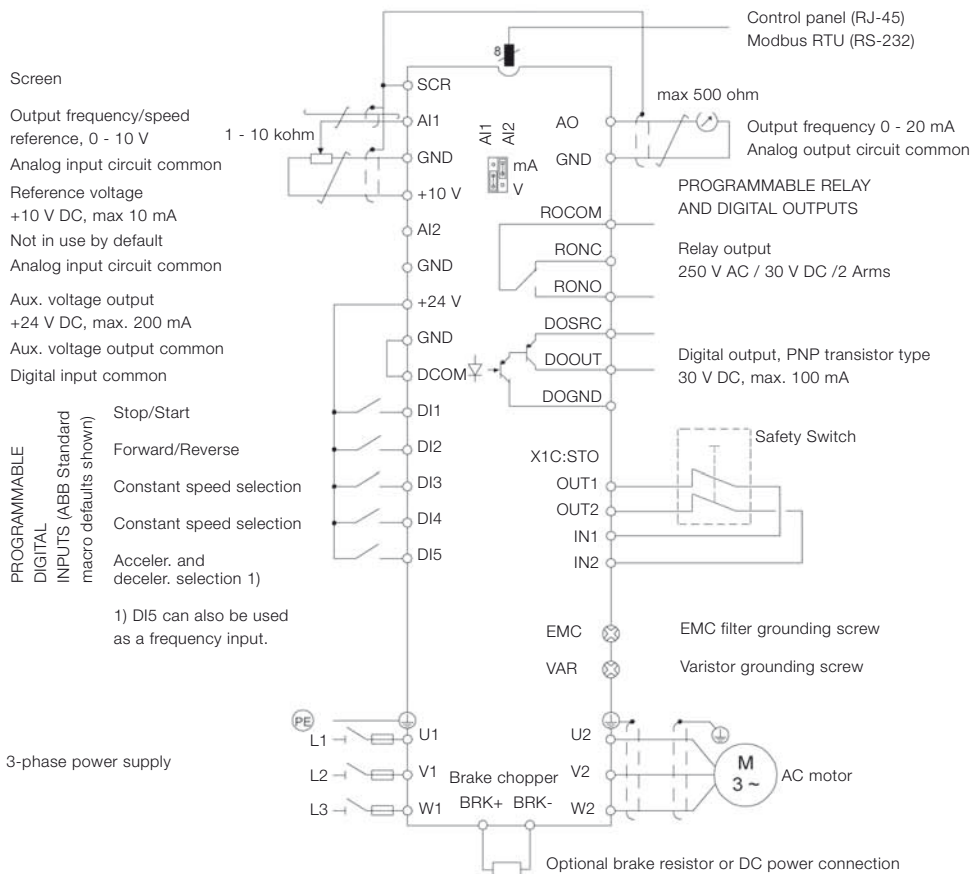 Control panel (RJ-45)
Modbus RTU (RS-232)
8
Screen
SCR
Output frequency/speed
reference, 0 - 10 V
1 - 10 kohm
AI1
Analog input circuit common
GND
Reference voltage
+10 V DC, max 10 mA
+10 V
Not in use by default
AI2
Analog input circuit common
GND
Aux. voltage output
+24 V DC, max. 200 mA
+24 V
Aux. voltage output common
GND
Digital input common
DCOM
PROGRAMMABLE
DIGITAL
INPUTS (ABB Standard
macro defaults shown)
Stop/Start
DI1
Forward/Reverse
DI2
Constant speed selection
DI3
Constant speed selection
DI4
Acceler. and
deceler. selection 1)
DI5
1) DI5 can also be used
as a frequency input.
AI1
AI2
mA
V
max 500 ohm
AO
GND
Output frequency 0 - 20 mA
Analog output circuit common
PROGRAMMABLE RELAY
AND DIGITAL OUTPUTS
ROCOM
RONC
RONO
Relay output
250 V AC / 30 V DC /2 Arms
DOSRC
DOOUT
DOGND
Digital output, PNP transistor type
30 V DC, max. 100 mA
Safety Switch
X1C:STO
OUT1
OUT2
IN1
IN2
EMC
EMC filter grounding screw
VAR
Varistor grounding screw
PE
3-phase power supply
L1
U1
L2
V1
L3
W1
Brake chopper
BRK+ BRK-
U2
V2
W2
M
3 ~
AC motor
Optional brake resistor or DC power connection